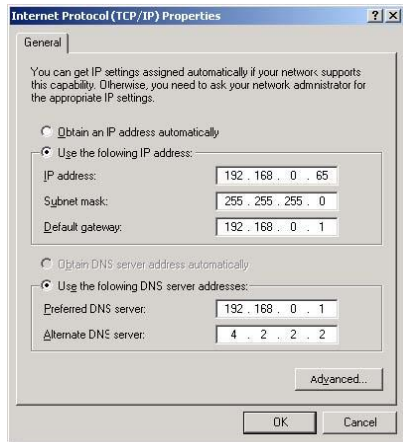 Internet Protocol (TCP/IP) Properties
General
You can get IP settings assigned automatically if your network supports
this capability. Otherwise, you need to ask your network administrator for
the appropriate IP settings.
Obtain an IP address automatically
Use the following IP address:
IP address: 192 . 168 . 0 . 65
Subnet mask: 255 . 255 . 255 . 0
Default gateway: 192 . 168 . 0 . 1
Obtain DNS server address automatically
Use the following DNS server addresses:
Preferred DNS server: 192 . 168 . 0 . 1
Alternate DNS server: 4 . 2 . 2 . 2
Advanced...
OK Cancel